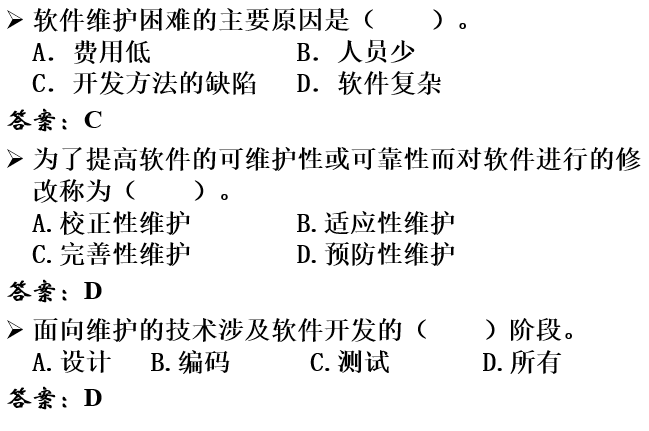 ➢ 软件维护困难的主要原因是（　　）。
A．费用低　　B．人员少
C．开发方法的缺陷　D．软件复杂
答案：C
➢ 为了提高软件的可维护性或可靠性而对软件进行的修
改称为（　　）。
A.校正性维护　　B.适应性维护
C.完善性维护　　D.预防性维护
答案：D
➢ 面向维护的技术涉及软件开发的（　　）阶段。
A.设计　B.编码　　C.测试　　D.所有
答案：D